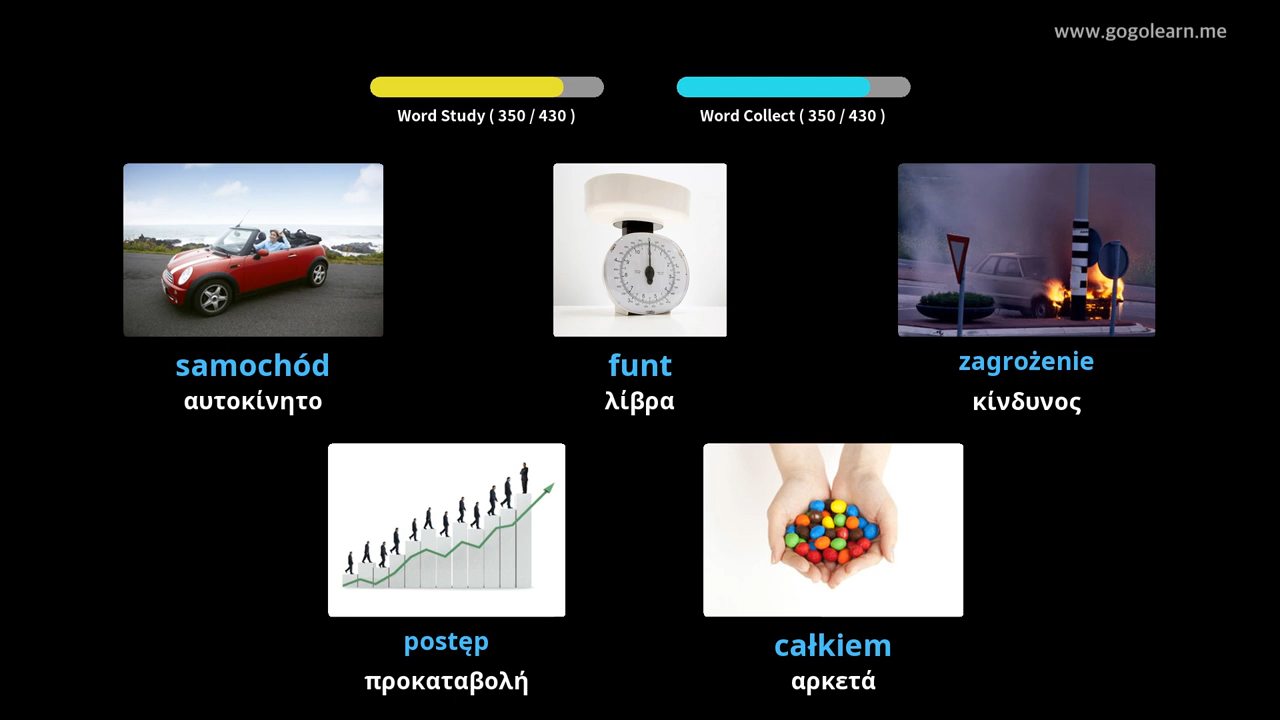 www.gogolearn.me
Word Study ( 350 / 430 )
Word Collect ( 350 / 430 )
samochód
αυτοκίνητο
funt
λίβρα
zagrożenie
κίνδυνος
postęp
προκαταβολή
całkiem
αρκετά